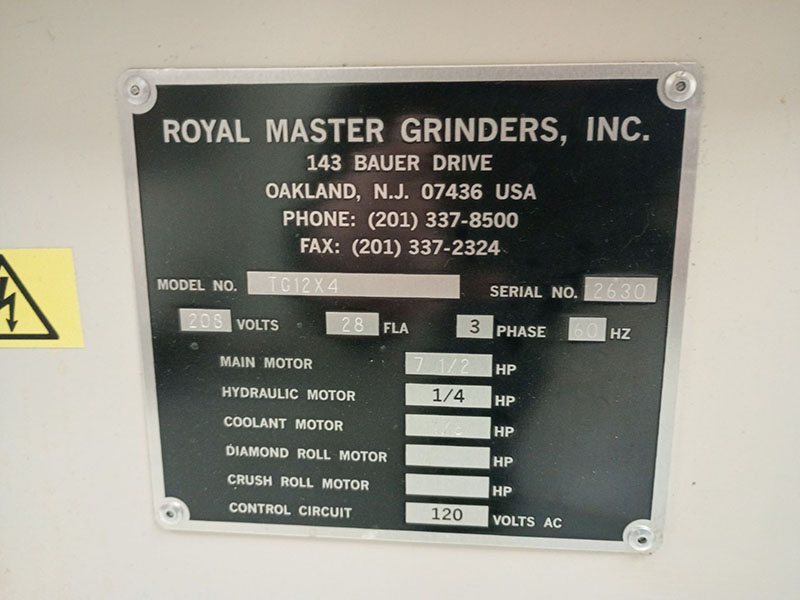 ROYAL MASTER GRINDERS, INC.
143 BAUER DRIVE
OAKLAND, N.J. 07436 USA
PHONE: (201) 337-8500
FAX: (201) 337-2324
MODEL NO. TG12X4 SERIAL NO. 2630
208 VOLTS 28 FLA 3 PHASE 60 HZ
MAIN MOTOR 7 1/2 HP
HYDRAULIC MOTOR 1/4 HP
COOLANT MOTOR HP
DIAMOND ROLL MOTOR HP
CRUSH ROLL MOTOR HP
CONTROL CIRCUIT 120 VOLTS AC